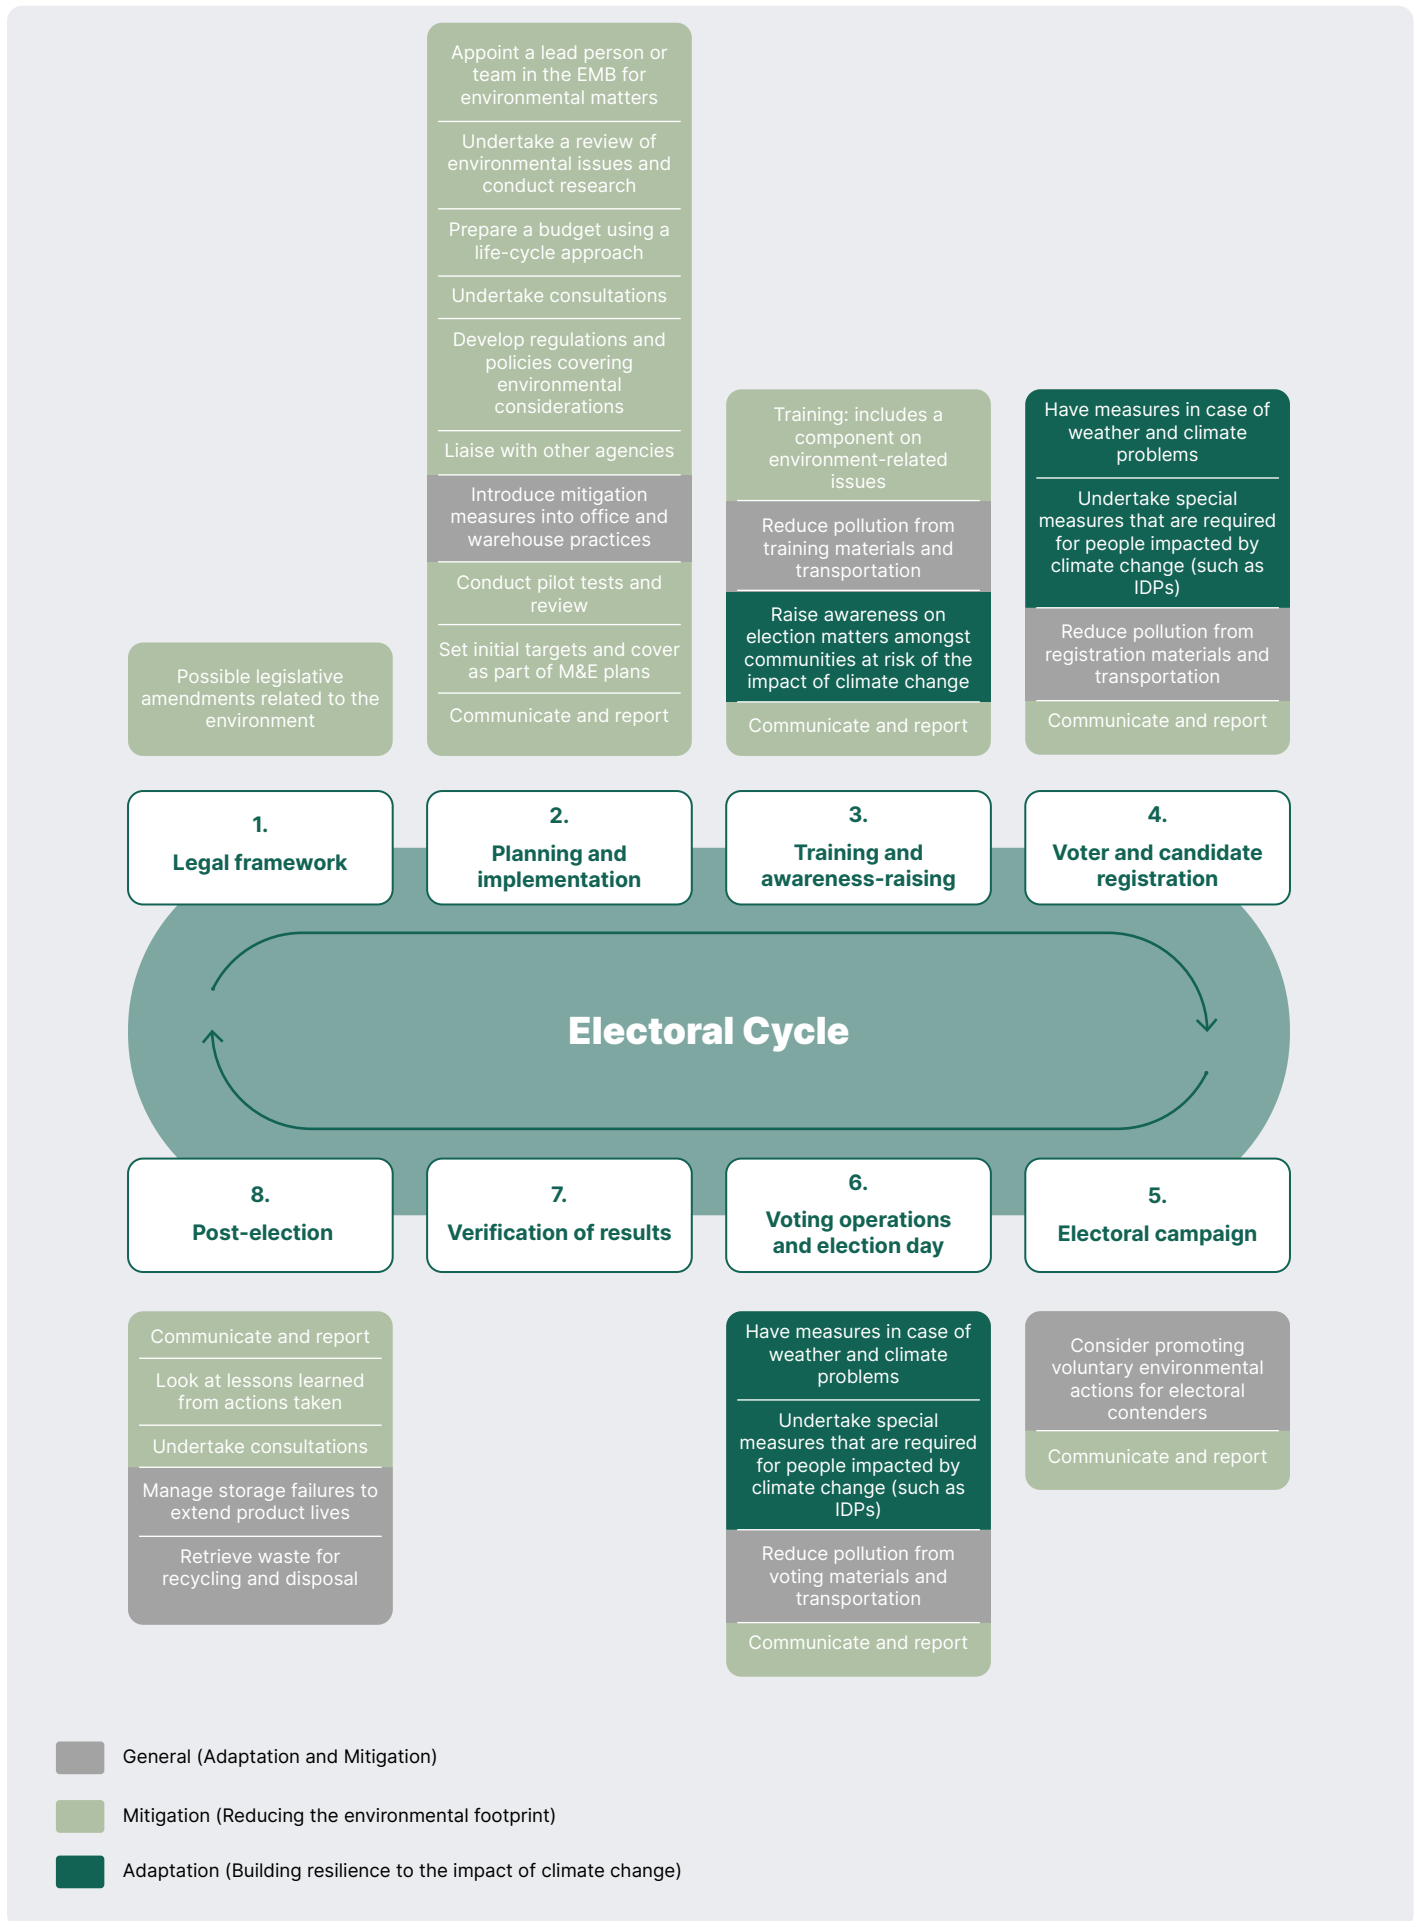 Possible legislative
amendments related to the
environment
Appoint a lead person or
team in the EMB for
environmental matters
Undertake a review of
environmental issues and
conduct research
Prepare a budget using a
life-cycle approach
Undertake consultations
Develop regulations and
policies covering
environmental
considerations
Liaise with other agencies
Introduce mitigation
measures into office and
warehouse practices
Conduct pilot tests and
review
Set initial targets and cover
as part of M&E plans
Communicate and report
Training: includes a
component on
environment-related
issues
Reduce pollution from
training materials and
transportation
Raise awareness on
election matters amongst
communities at risk of the
impact of climate change
Communicate and report
Have measures in case of
weather and climate
problems
Undertake special
measures that are required
for people impacted by
climate change (such as
IDPs)
Reduce pollution from
registration materials and
transportation
Communicate and report
1.
Legal framework
2.
Planning and
implementation
3.
Training and
awareness-raising
4.
Voter and candidate
registration
Electoral Cycle
8.
Post-election
7.
Verification of results
6.
Voting operations
and election day
5.
Electoral campaign
Communicate and report
Look at lessons learned
from actions taken
Undertake consultations
Manage storage failures to
extend product lives
Retrieve waste for
recycling and disposal
Have measures in case of
weather and climate
problems
Undertake special
measures that are required
for people impacted by
climate change (such as
IDPs)
Reduce pollution from
voting materials and
transportation
Communicate and report
Consider promoting
voluntary environmental
actions for electoral
contenders
Communicate and report
General (Adaptation and Mitigation)
Mitigation (Reducing the environmental footprint)
Adaptation (Building resilience to the impact of climate change)